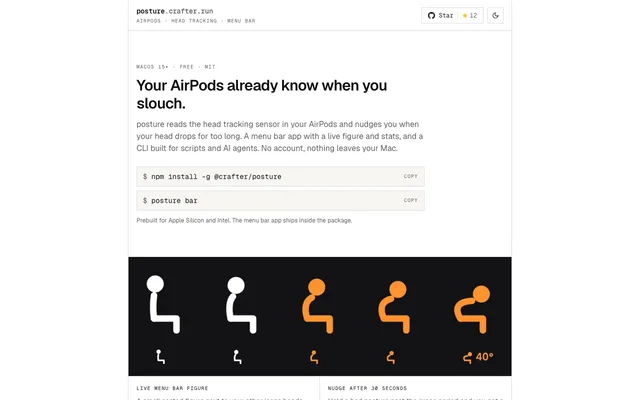 posture.crafter.run
AIRPODS · HEAD TRACKING · MENU BAR
Star ★ 12
MACOS 15+ · FREE · MIT
Your AirPods already know when you
slouch.
posture reads the head tracking sensor in your AirPods and nudges you when
your head drops for too long. A menu bar app with a live figure and stats, and a
CLI built for scripts and AI agents. No account, nothing leaves your Mac.
$ npm install -g @crafter/posture COPY
$ posture bar COPY
Prebuilt for Apple Silicon and Intel. The menu bar app ships inside the package.
40°
LIVE MENU BAR FIGURE
NUDGE AFTER 30 SECONDS